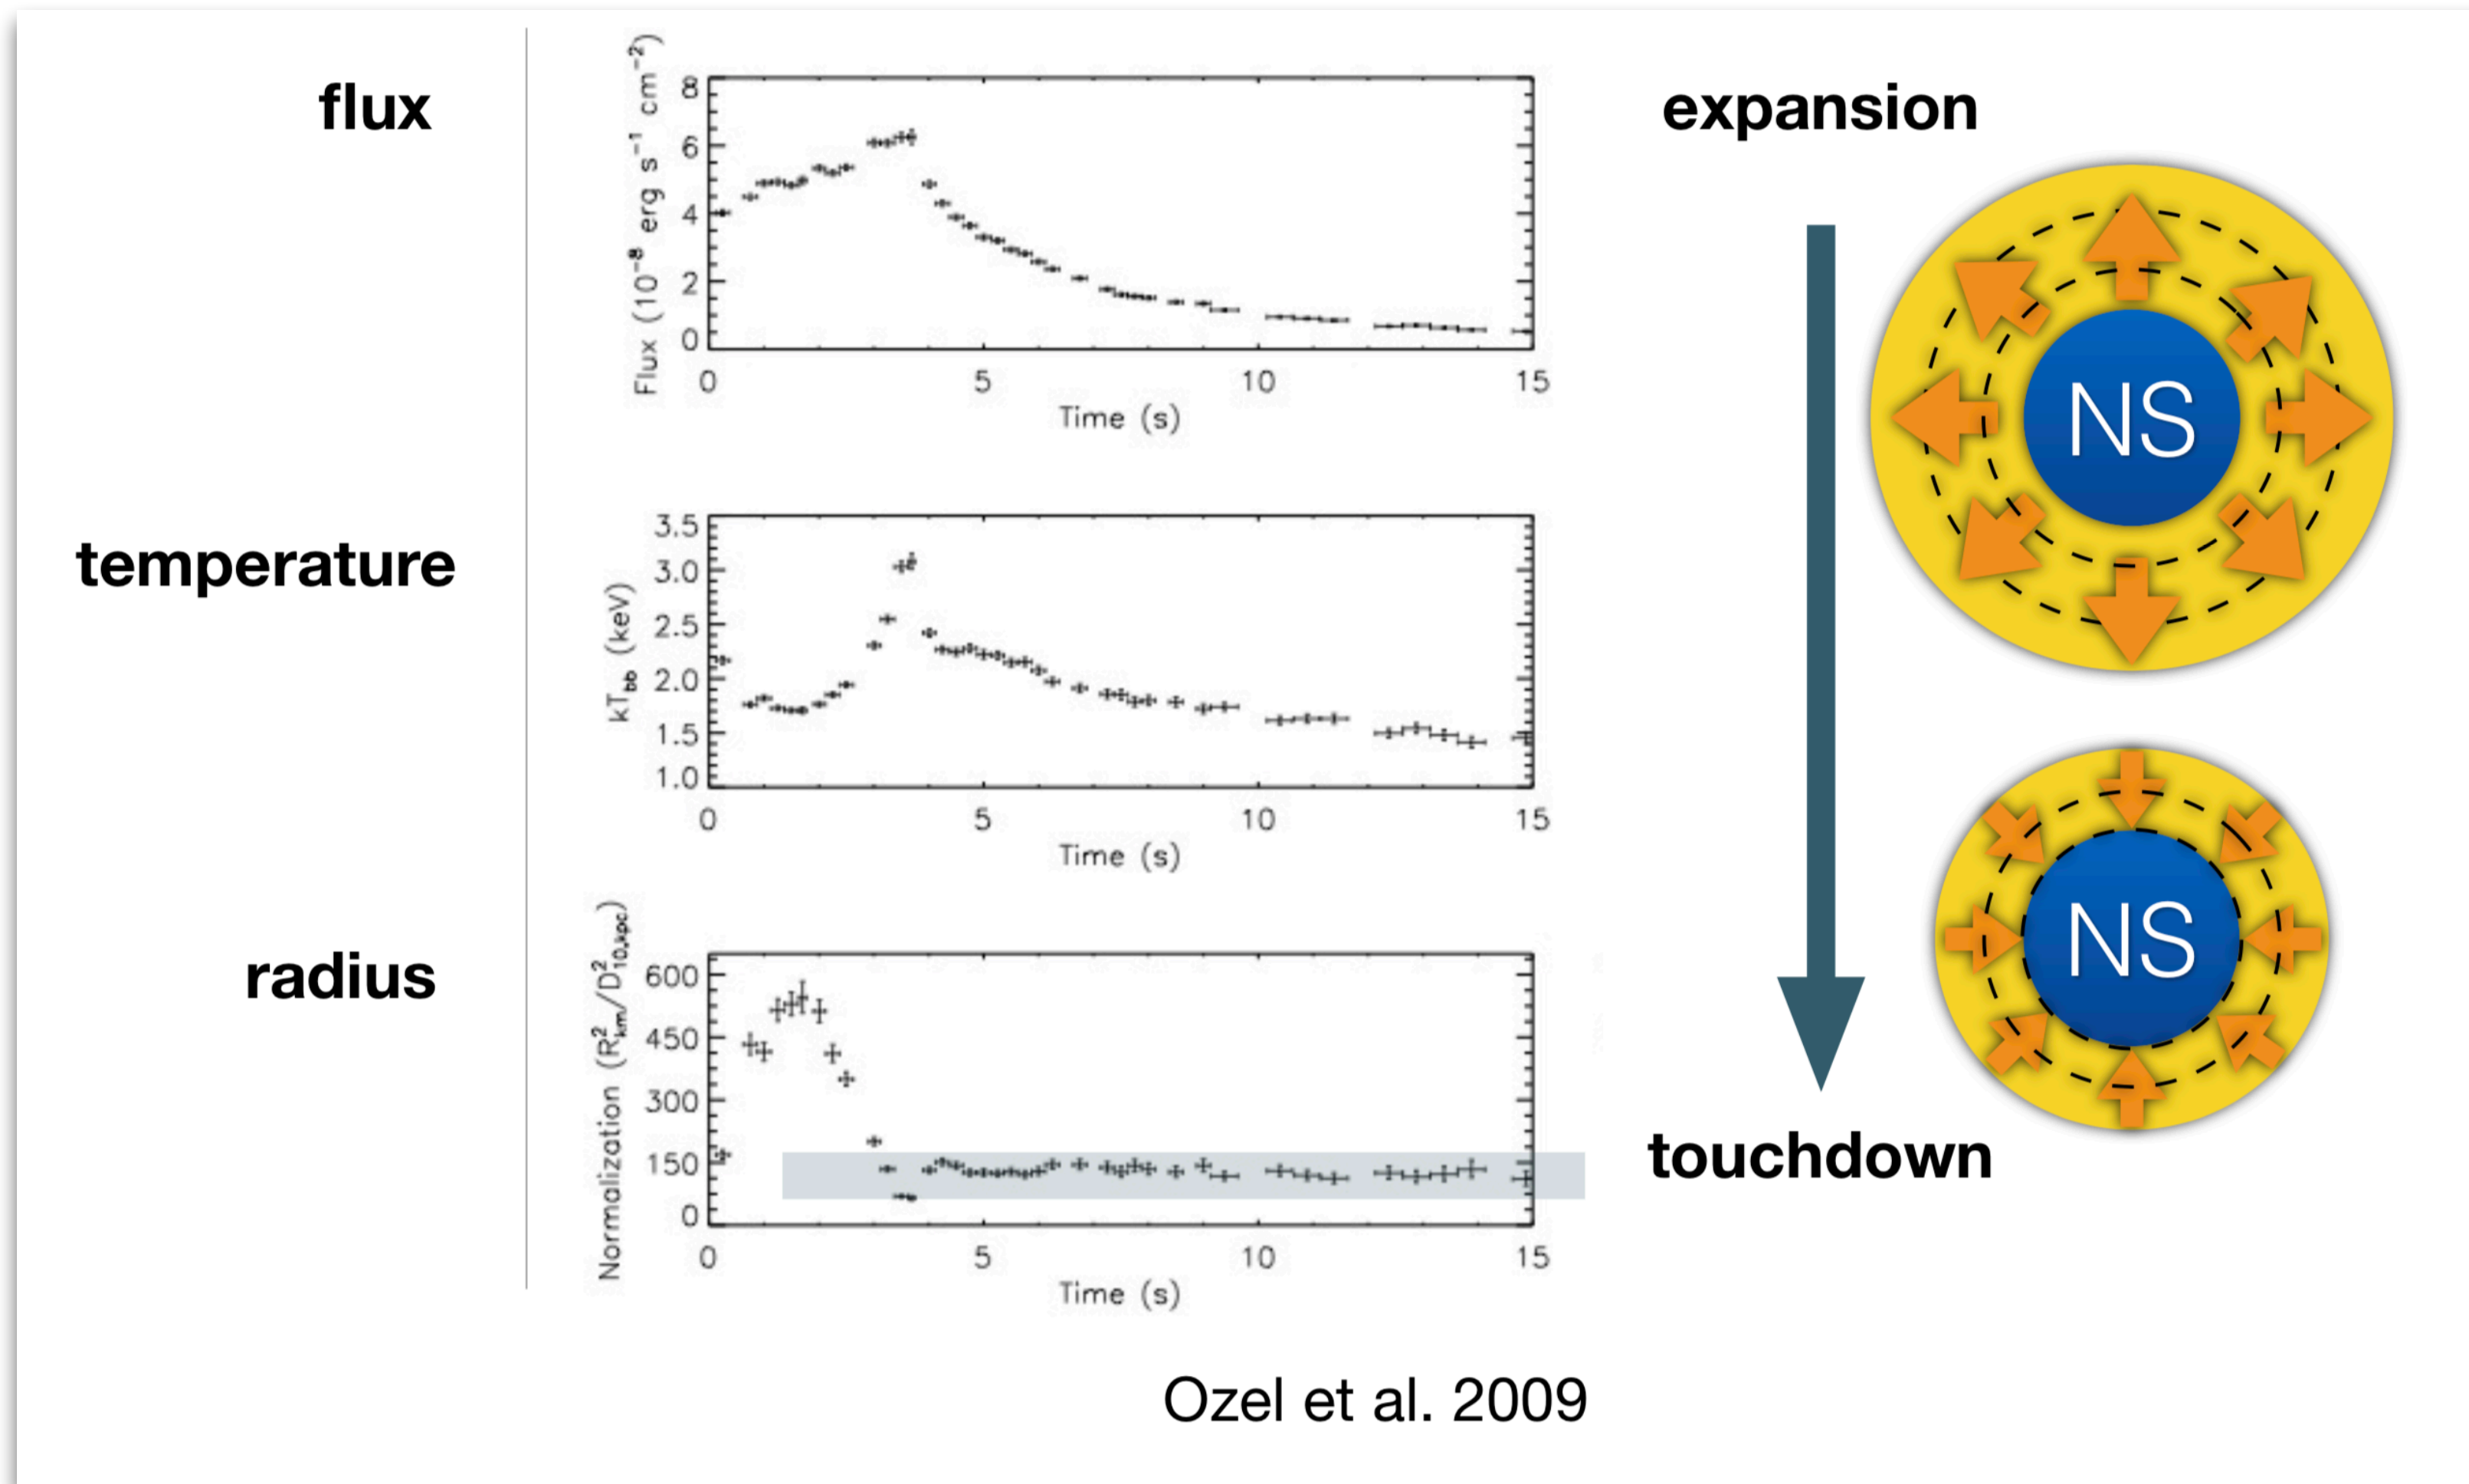 flux
Flux (10⁻⁸ erg s⁻¹ cm⁻²)
8
6
4
2
0
0 5 10 15
Time (s)
temperature
kT_bb (keV)
3.5
3.0
2.5
2.0
1.5
1.0
0 5 10 15
Time (s)
radius
Normalization (R²_km/D²_10,kpc)
600
450
300
150
0
0 5 10 15
Time (s)
expansion
NS
NS
touchdown
Ozel et al. 2009